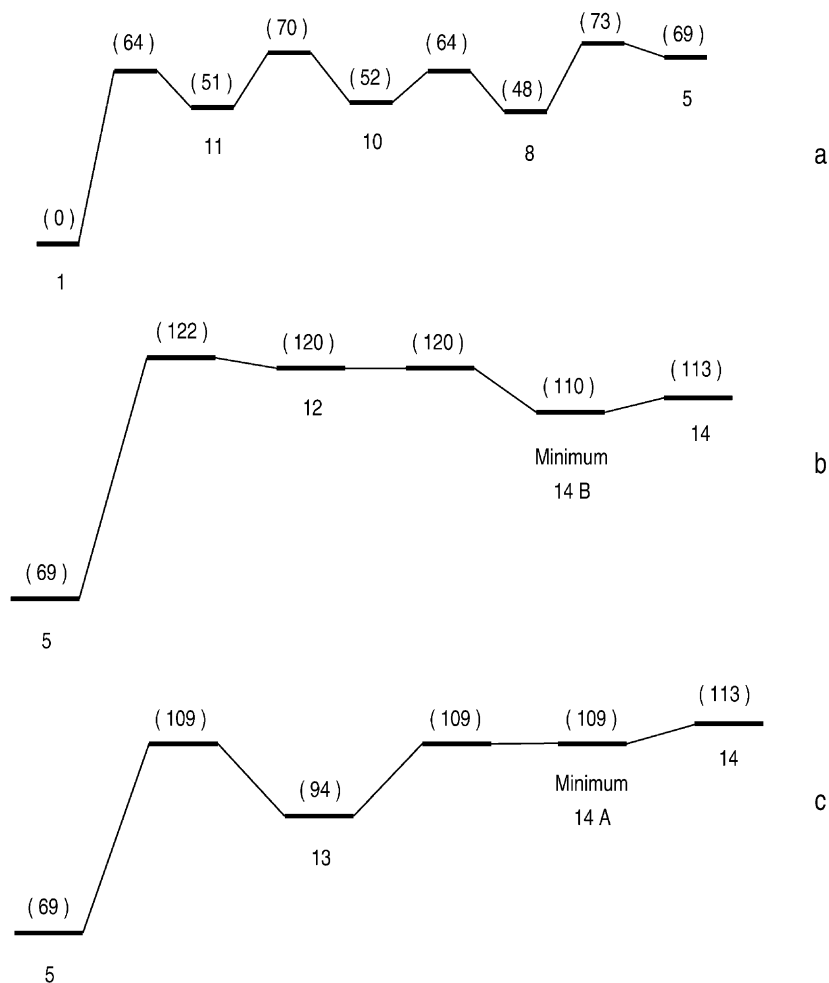 ( 64 )
( 51 )
( 70 )
( 52 )
( 64 )
( 48 )
( 73 )
( 69 )
11
10
8
5
a
( 0 )
1
( 122 )
( 120 )
( 120 )
( 110 )
( 113 )
12
14
Minimum
14 B
b
( 69 )
5
( 109 )
( 94 )
( 109 )
( 109 )
( 113 )
14
Minimum
14 A
13
c
( 69 )
5